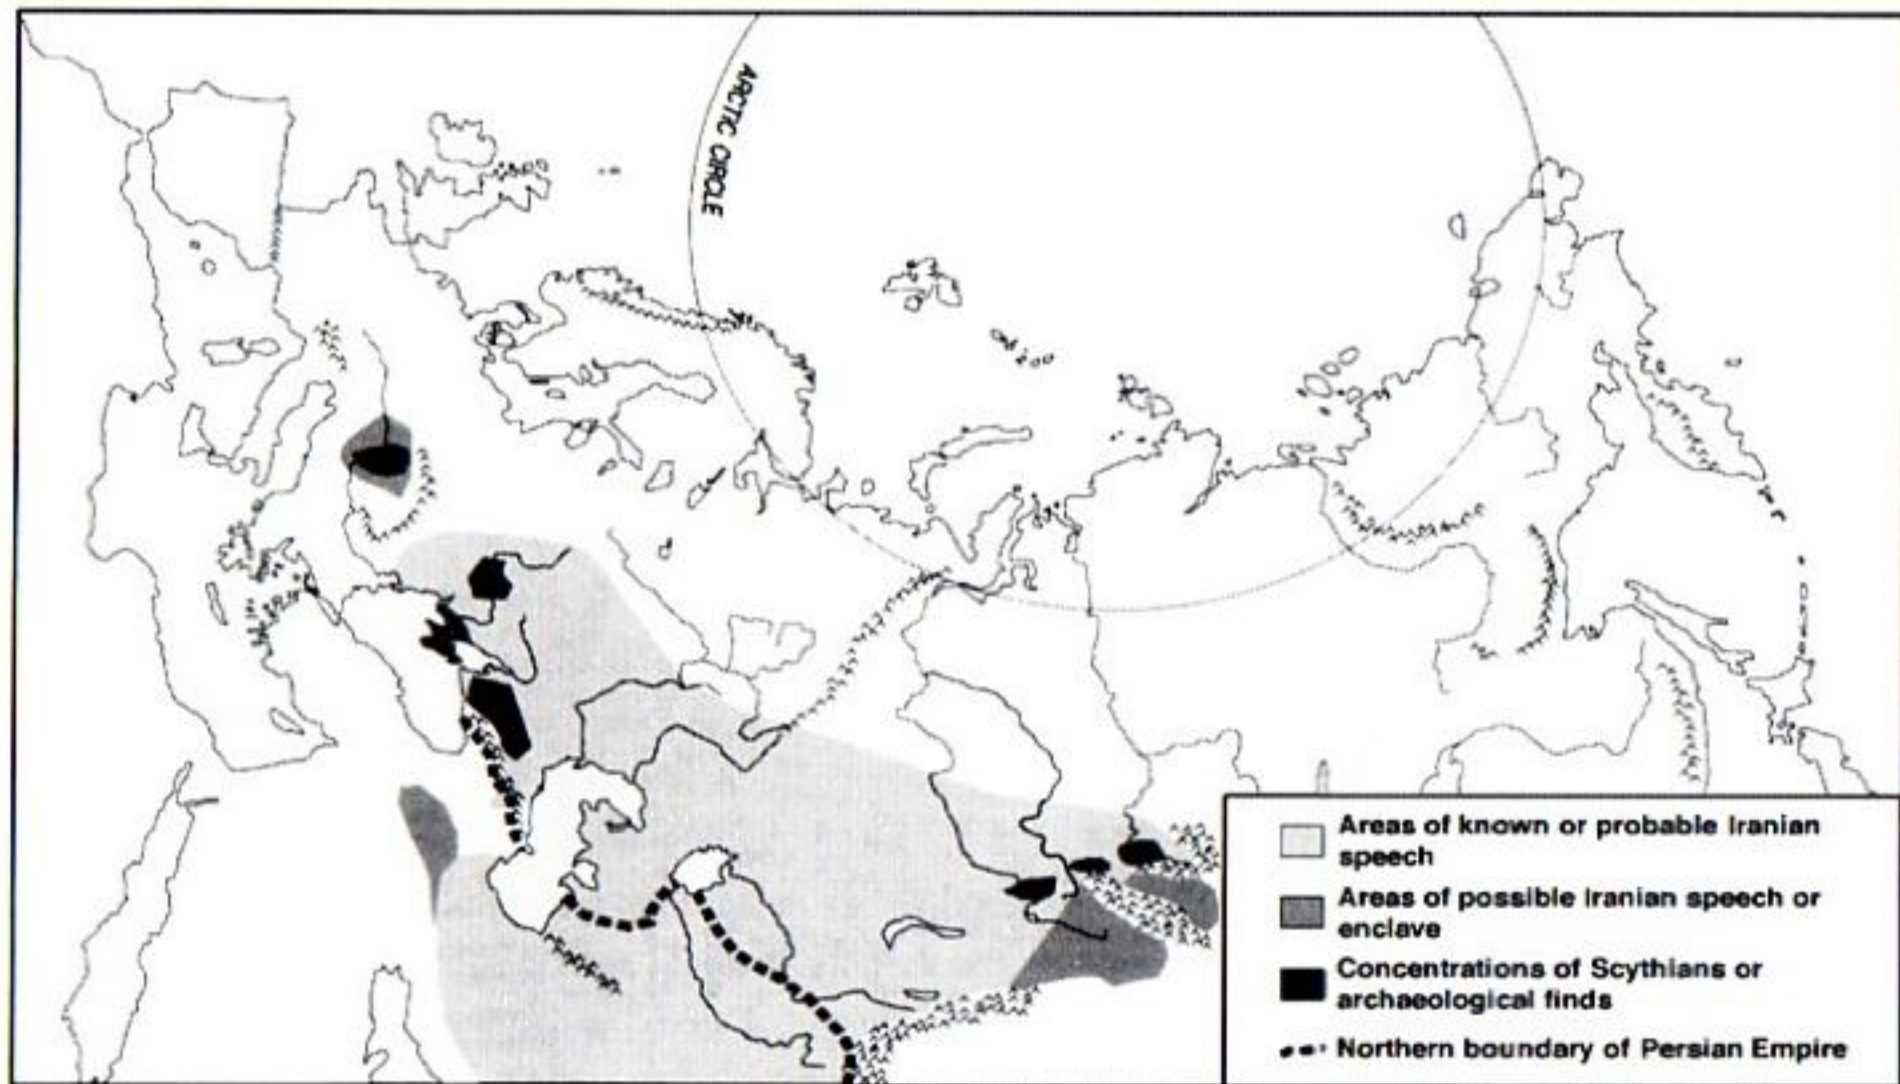 ARCTIC CIRCLE
Areas of known or probable Iranian
speech
Areas of possible Iranian speech or
enclave
Concentrations of Scythians or
archaeological finds
Northern boundary of Persian Empire